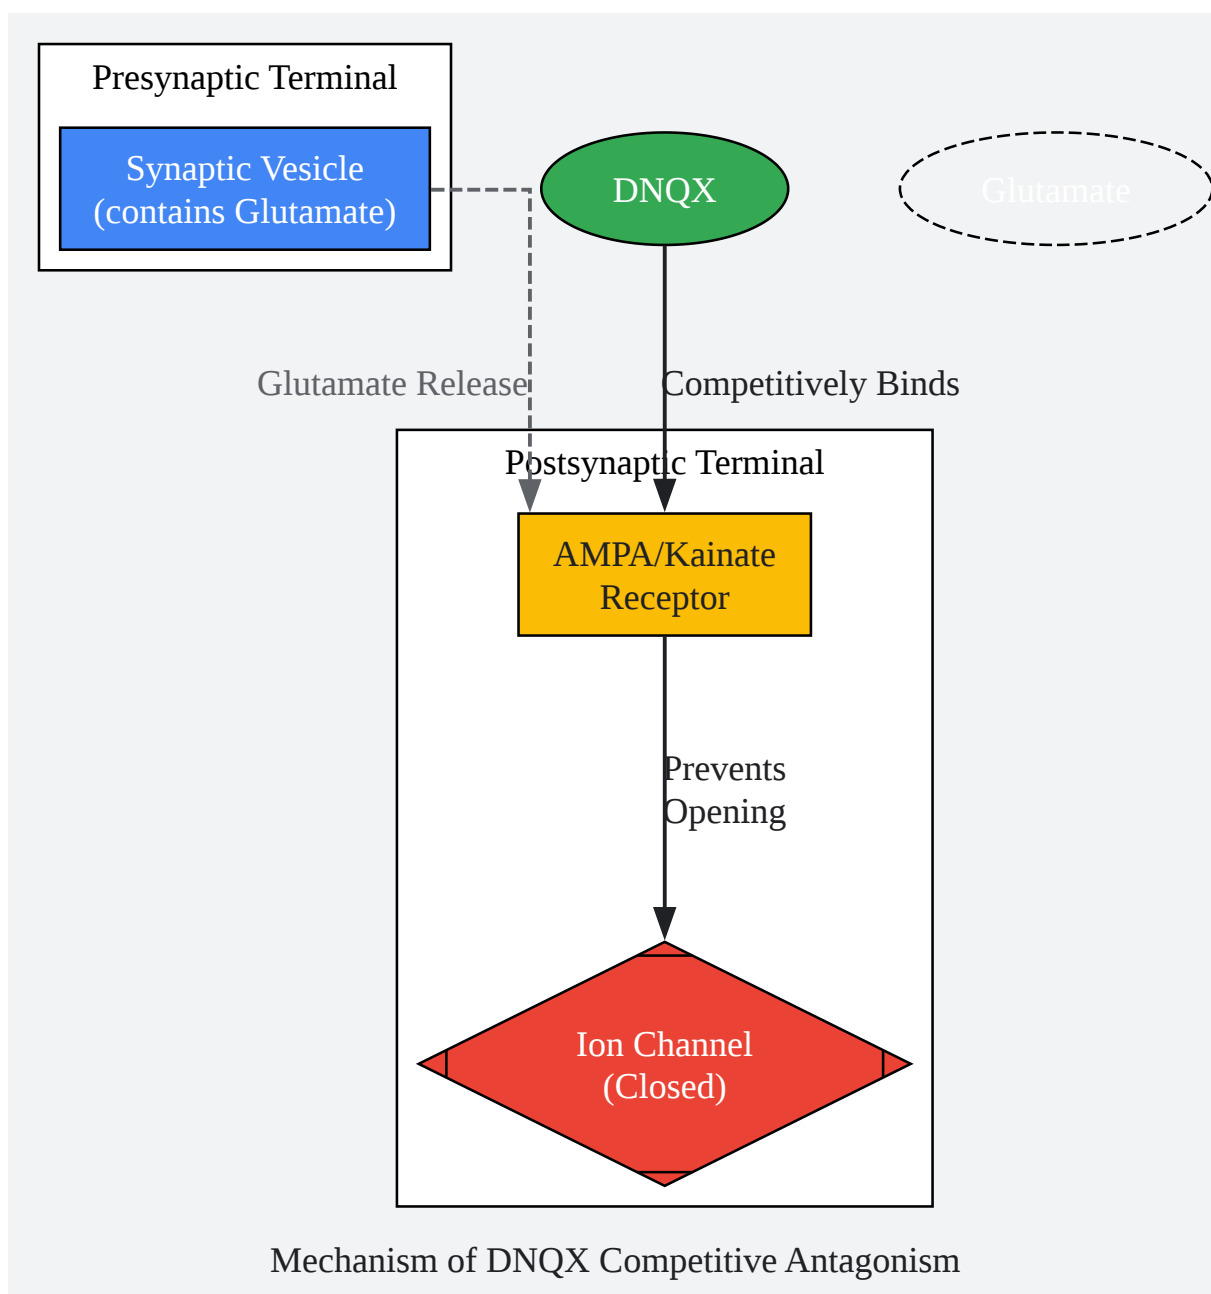 Presynaptic Terminal
Synaptic Vesicle
(contains Glutamate)
DNQX
Glutamate
Glutamate Release
Competitively Binds
Postsynaptic Terminal
AMPA/Kainate
Receptor
Prevents
Opening
Ion Channel
(Closed)
Mechanism of DNQX Competitive Antagonism